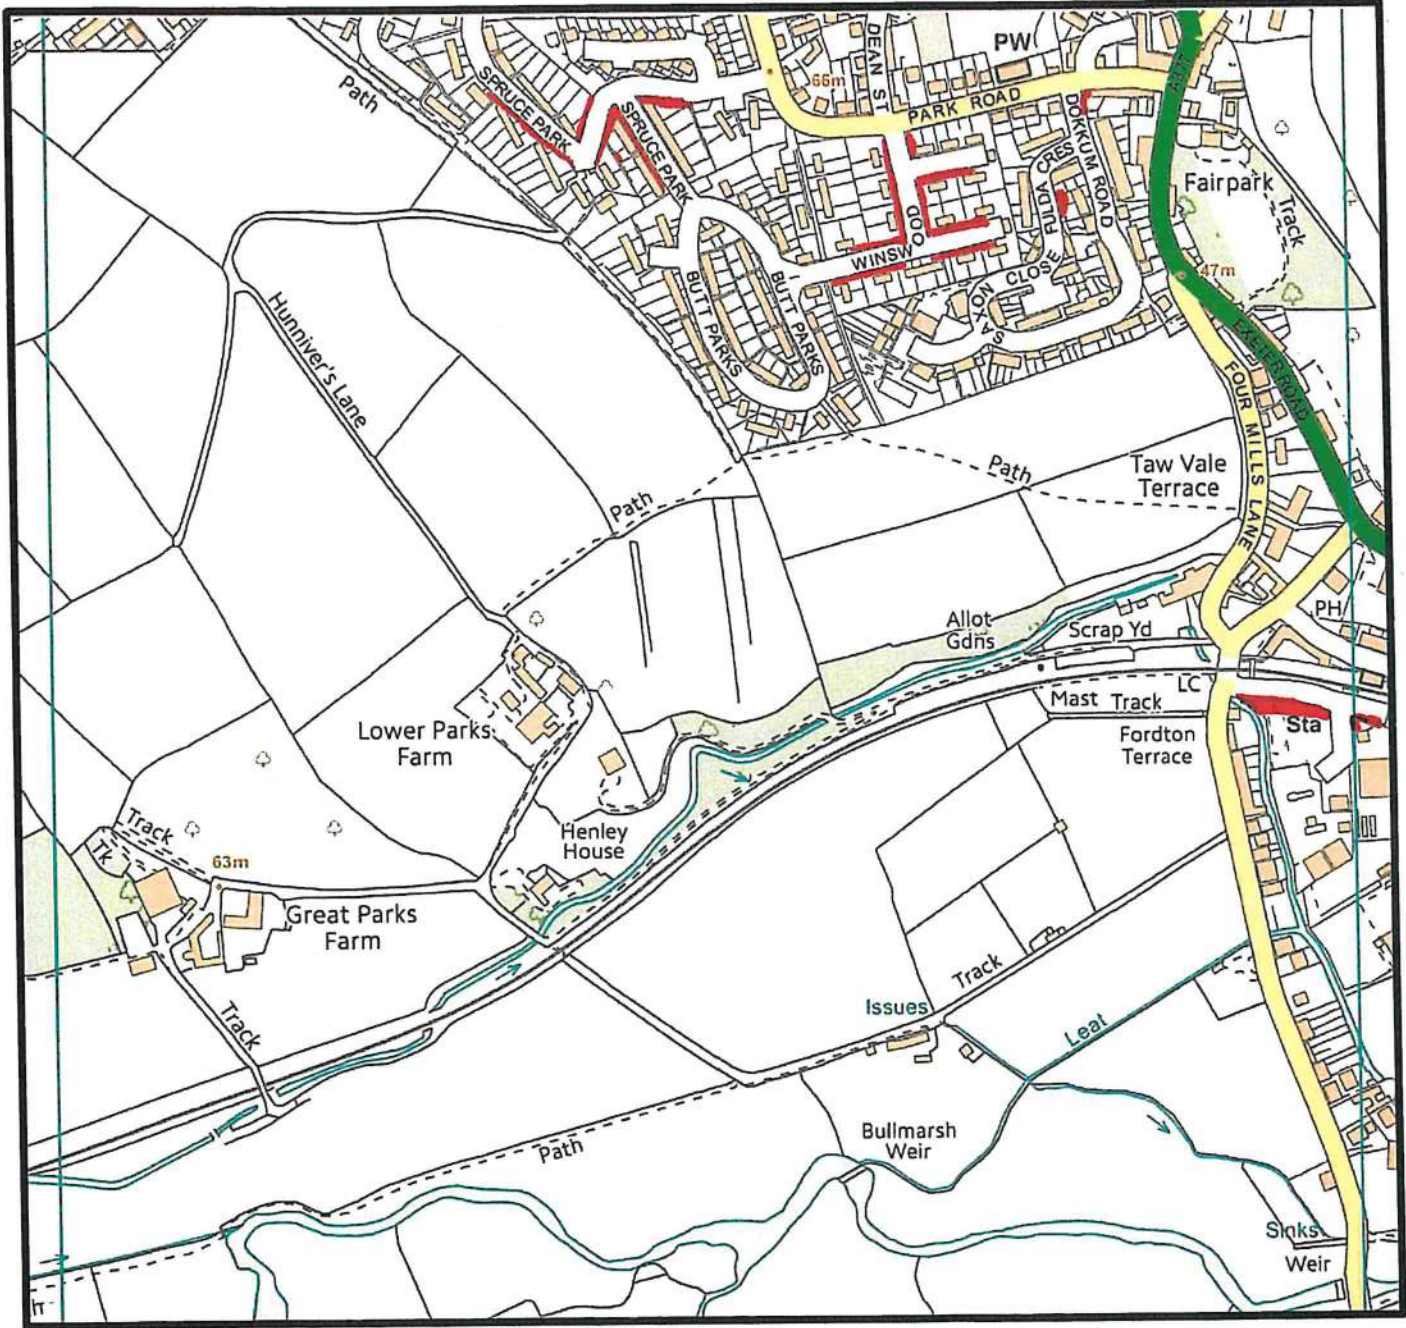 PW
DEAN ST
66m
A377
Path
SPRUCE PARK
SPRUCE PARK
PARK ROAD
DOKKUM ROAD
FULDA CRES
Fairpark
Track
WINSWOOD
SAXON CLOSE
47m
BUTT PARKS
BUTT PARKS
EXETER ROAD
Hunniver's Lane
FOUR MILLS LANE
Path
Path
Taw Vale
Terrace
Allot
Gdns
Scrap Yd
PH
LC
Mast
Track
Sta
Fordton
Terrace
Lower Parks
Farm
Track
Tk
63m
Henley
House
Great Parks
Farm
Track
Track
Issues
Leat
Path
Bullmarsh
Weir
Sinks
Weir